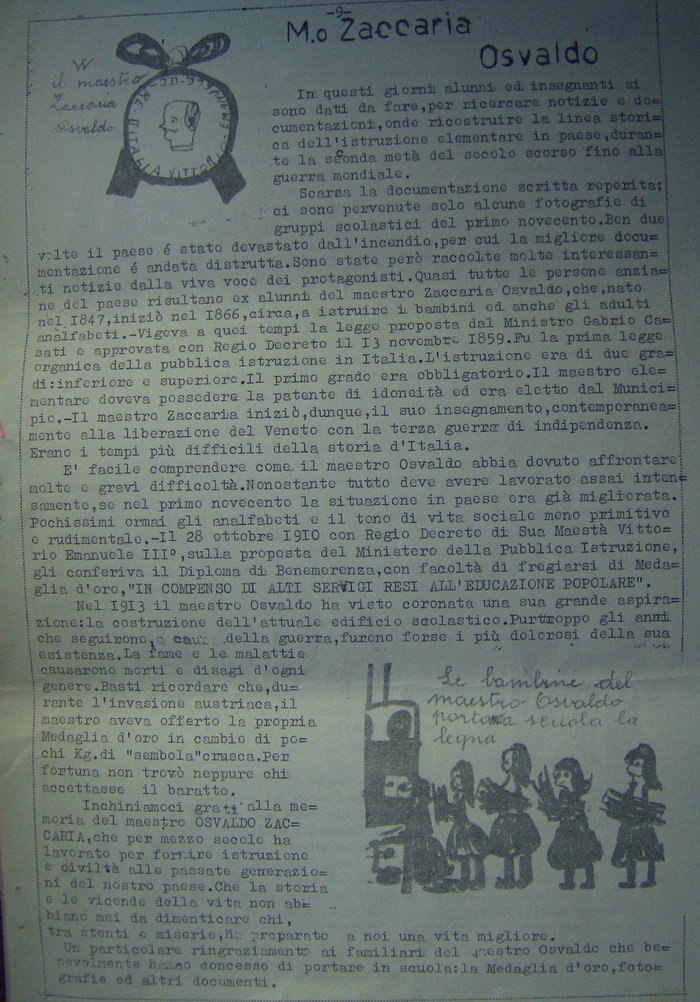 -9-
M.o Zaccaria
Osvaldo
W
il maestro
Zaccaria
Osvaldo
RE D'ITALIA VITTORIO EMANUELE
In questi giorni alunni ed insegnanti si
sono dati da fare,per ricercare notizie e do=
cumentazioni,onde ricostruire la linea stori=
ca dell'istruzione elementare in paese,duran=
te la seconda metà del secolo scorso fino alla
guerra mondiale.
Scarsa la documentazione scritta reperita;
ci sono pervenute solo alcune fotografie di
gruppi scolastici del primo novecento.Ben due
volte il paese é stato devastato dall'incendio,per cui la migliore docu=
mentazione é andata distrutta.Sono state però raccolte molte interessan=
ti notizie dalla viva voce dei protagonisti.Quasi tutte le persone anzia=
ne del paese risultano ex alunni del maestro Zaccaria Osvaldo,che,nato
nel I847,iniziò nel I866,circa,a istruire i bambini ed anche gli adulti
analfabeti.-Vigeva a quei tempi la legge proposta dal Ministro Gabrio Ca=
sati e approvata con Regio Decreto il I3 novembre 1859.Fu la prima legge
organica della pubblica istruzione in Italia.L'istruzione era di due gra=
di:inferiore e superiore.Il primo grado era obbligatorio.Il maestro ele=
mentare doveva possedere la patente di idoneità ed era eletto dal Munici=
pio.-Il maestro Zaccaria iniziò,dunque,il suo insegnamento,contemporanea=
mente alla liberazione del Veneto con la terza guerra di indipendenza.
Erano i tempi più difficili della storia d'Italia.
E' facile comprendere come il maestro Osvaldo abbia dovuto affrontare
molte e gravi difficoltà.Nonostante tutto deve avere lavorato assai inten=
samente,se nel primo novecento la situazione in paese era già migliorata.
Pochissimi ormai gli analfabeti e il tono di vita sociale meno primitivo
e rudimentale.-Il 28 ottobre I9I0 con Regio Decreto di Sua Maestà Vitto=
rio Emanuele III°,sulla proposta del Ministero della Pubblica Istruzione,
gli conferiva il Diploma di Benemerenza,con facoltà di fregiarsi di Meda=
glia d'oro,"IN COMPENSO DI ALTI SERVIGI RESI ALL'EDUCAZIONE POPOLARE".
Nel I9I3 il maestro Osvaldo ha visto coronata una sua grande aspira=
zione:la costruzione dell'attuale edificio scolastico.Purtroppo gli anni
che seguirono,a causa della guerra,furono forse i più dolorosi della sua
esistenza.La fame e le malattie
causarono morti e disagi d'ogni
genere.Basti ricordare che,du=
rante l'invasione austriaca,il
maestro aveva offerto la propria
Medaglia d'oro in cambio di po=
chi Kg.di "sembola"crusca.Per
fortuna non trovò neppure chi
accettasse il baratto.
Inchiniamoci grati alla me=
moria del maestro OSVALDO ZAC=
CARIA,che per mezzo secolo ha
lavorato per fornire istruzione
e civiltà alle passate generazio=
ni del nostro paese.Che la storia
e le vicende della vita non ab=
biano mai da dimenticare chi,
tra stenti e miserie,ha preparato a noi una vita migliore.
Un particolare ringraziamento ai familiari del maestro Osvaldo che be=
nevolmente hanno concesso di portare in scuola:la Medaglia d'oro,foto=
grafie ed altri documenti.
Le bambine del
maestro Osvaldo
portano a scuola la
legna